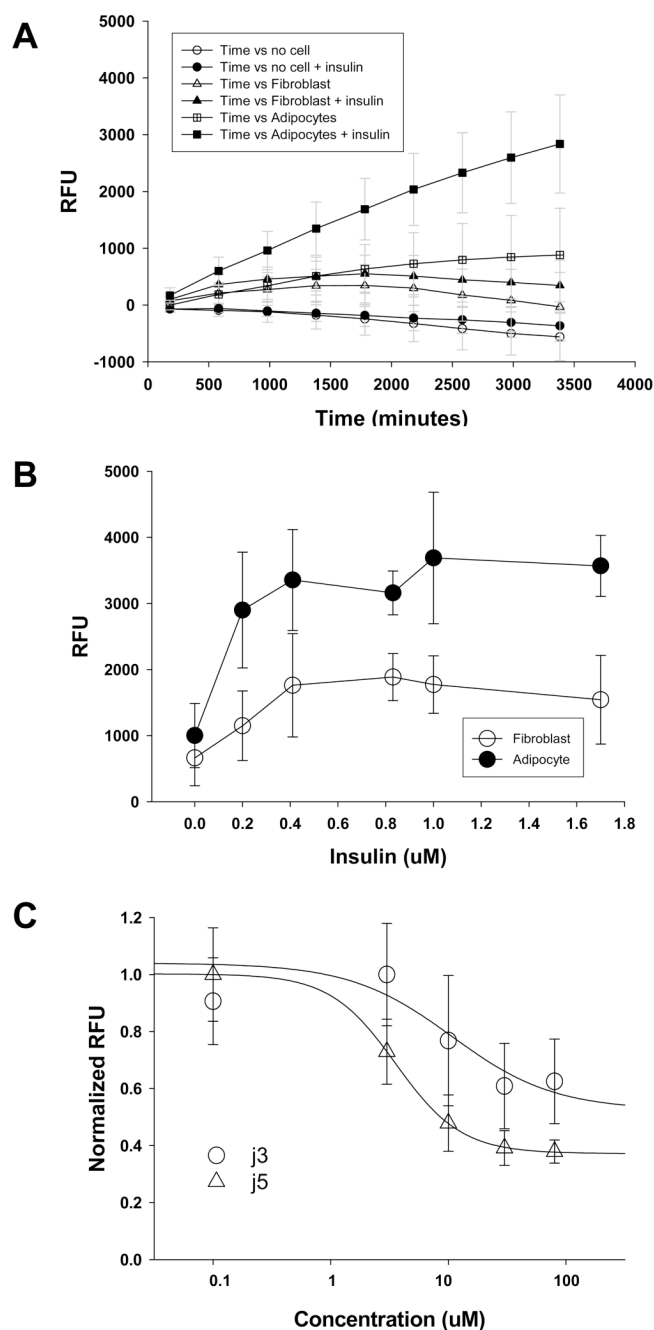 A
5000
4000
3000
2000
1000
0
-1000
RFU
Time vs no cell
Time vs no cell + insulin
Time vs Fibroblast
Time vs Fibroblast + insulin
Time vs Adipocytes
Time vs Adipocytes + insulin
0 500 1000 1500 2000 2500 3000 3500 4000
Time (minutes)
B
5000
4000
3000
2000
1000
0
RFU
Fibroblast
Adipocyte
0.0 0.2 0.4 0.6 0.8 1.0 1.2 1.4 1.6 1.8
Insulin (uM)
C
1.2
1.0
0.8
0.6
0.4
0.2
0.0
Normalized RFU
j3
j5
0.1 1 10 100
Concentration (uM)